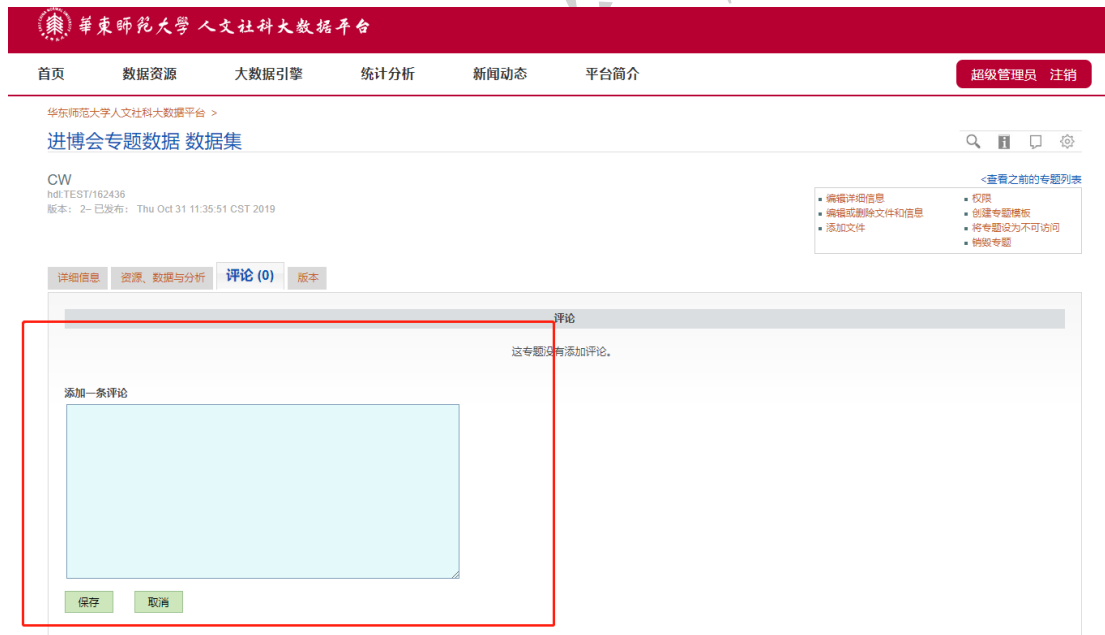 華東師範大學 人文社科大数据平台
首页 数据资源 大数据引擎 统计分析 新闻动态 平台简介 超级管理员 注销
华东师范大学人文社科大数据平台 >
进博会专题数据 数据集
CW
hdl:TEST/162436
版本: 2– 已发布: Thu Oct 31 11:35:51 CST 2019
<查看之前的专题列表
编辑详细信息
编辑或删除文件和信息
添加文件
权限
创建专题模板
将专题设为不可访问
销毁专题
详细信息 资源、数据与分析 评论 (0) 版本
评论
这专题没有添加评论。
添加一条评论
保存 取消